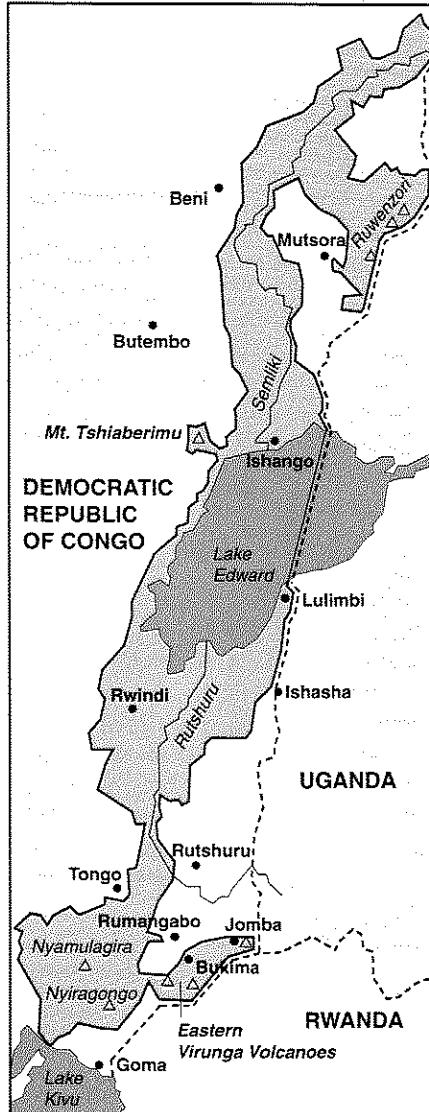 Beni
Ruwenzori
Mutsora
Butembo
Semliki
Mt. Tshiaberimu
Ishango
DEMOCRATIC
REPUBLIC
OF CONGO
Lake
Edward
Lulimbi
Rwindi
Ishasha
Rutshuru
UGANDA
Rutshuru
Tongo
Rumangabo
Jomba
Nyamulagira
Bukima
Nyiragongo
RWANDA
Eastern
Virunga Volcanoes
Goma
Lake
Kivu